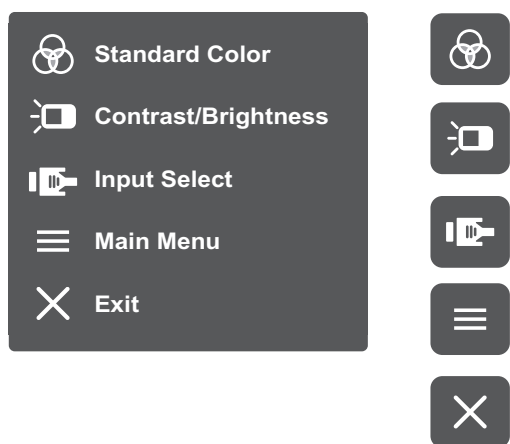 Standard Color
Contrast/Brightness
Input Select
Main Menu
Exit